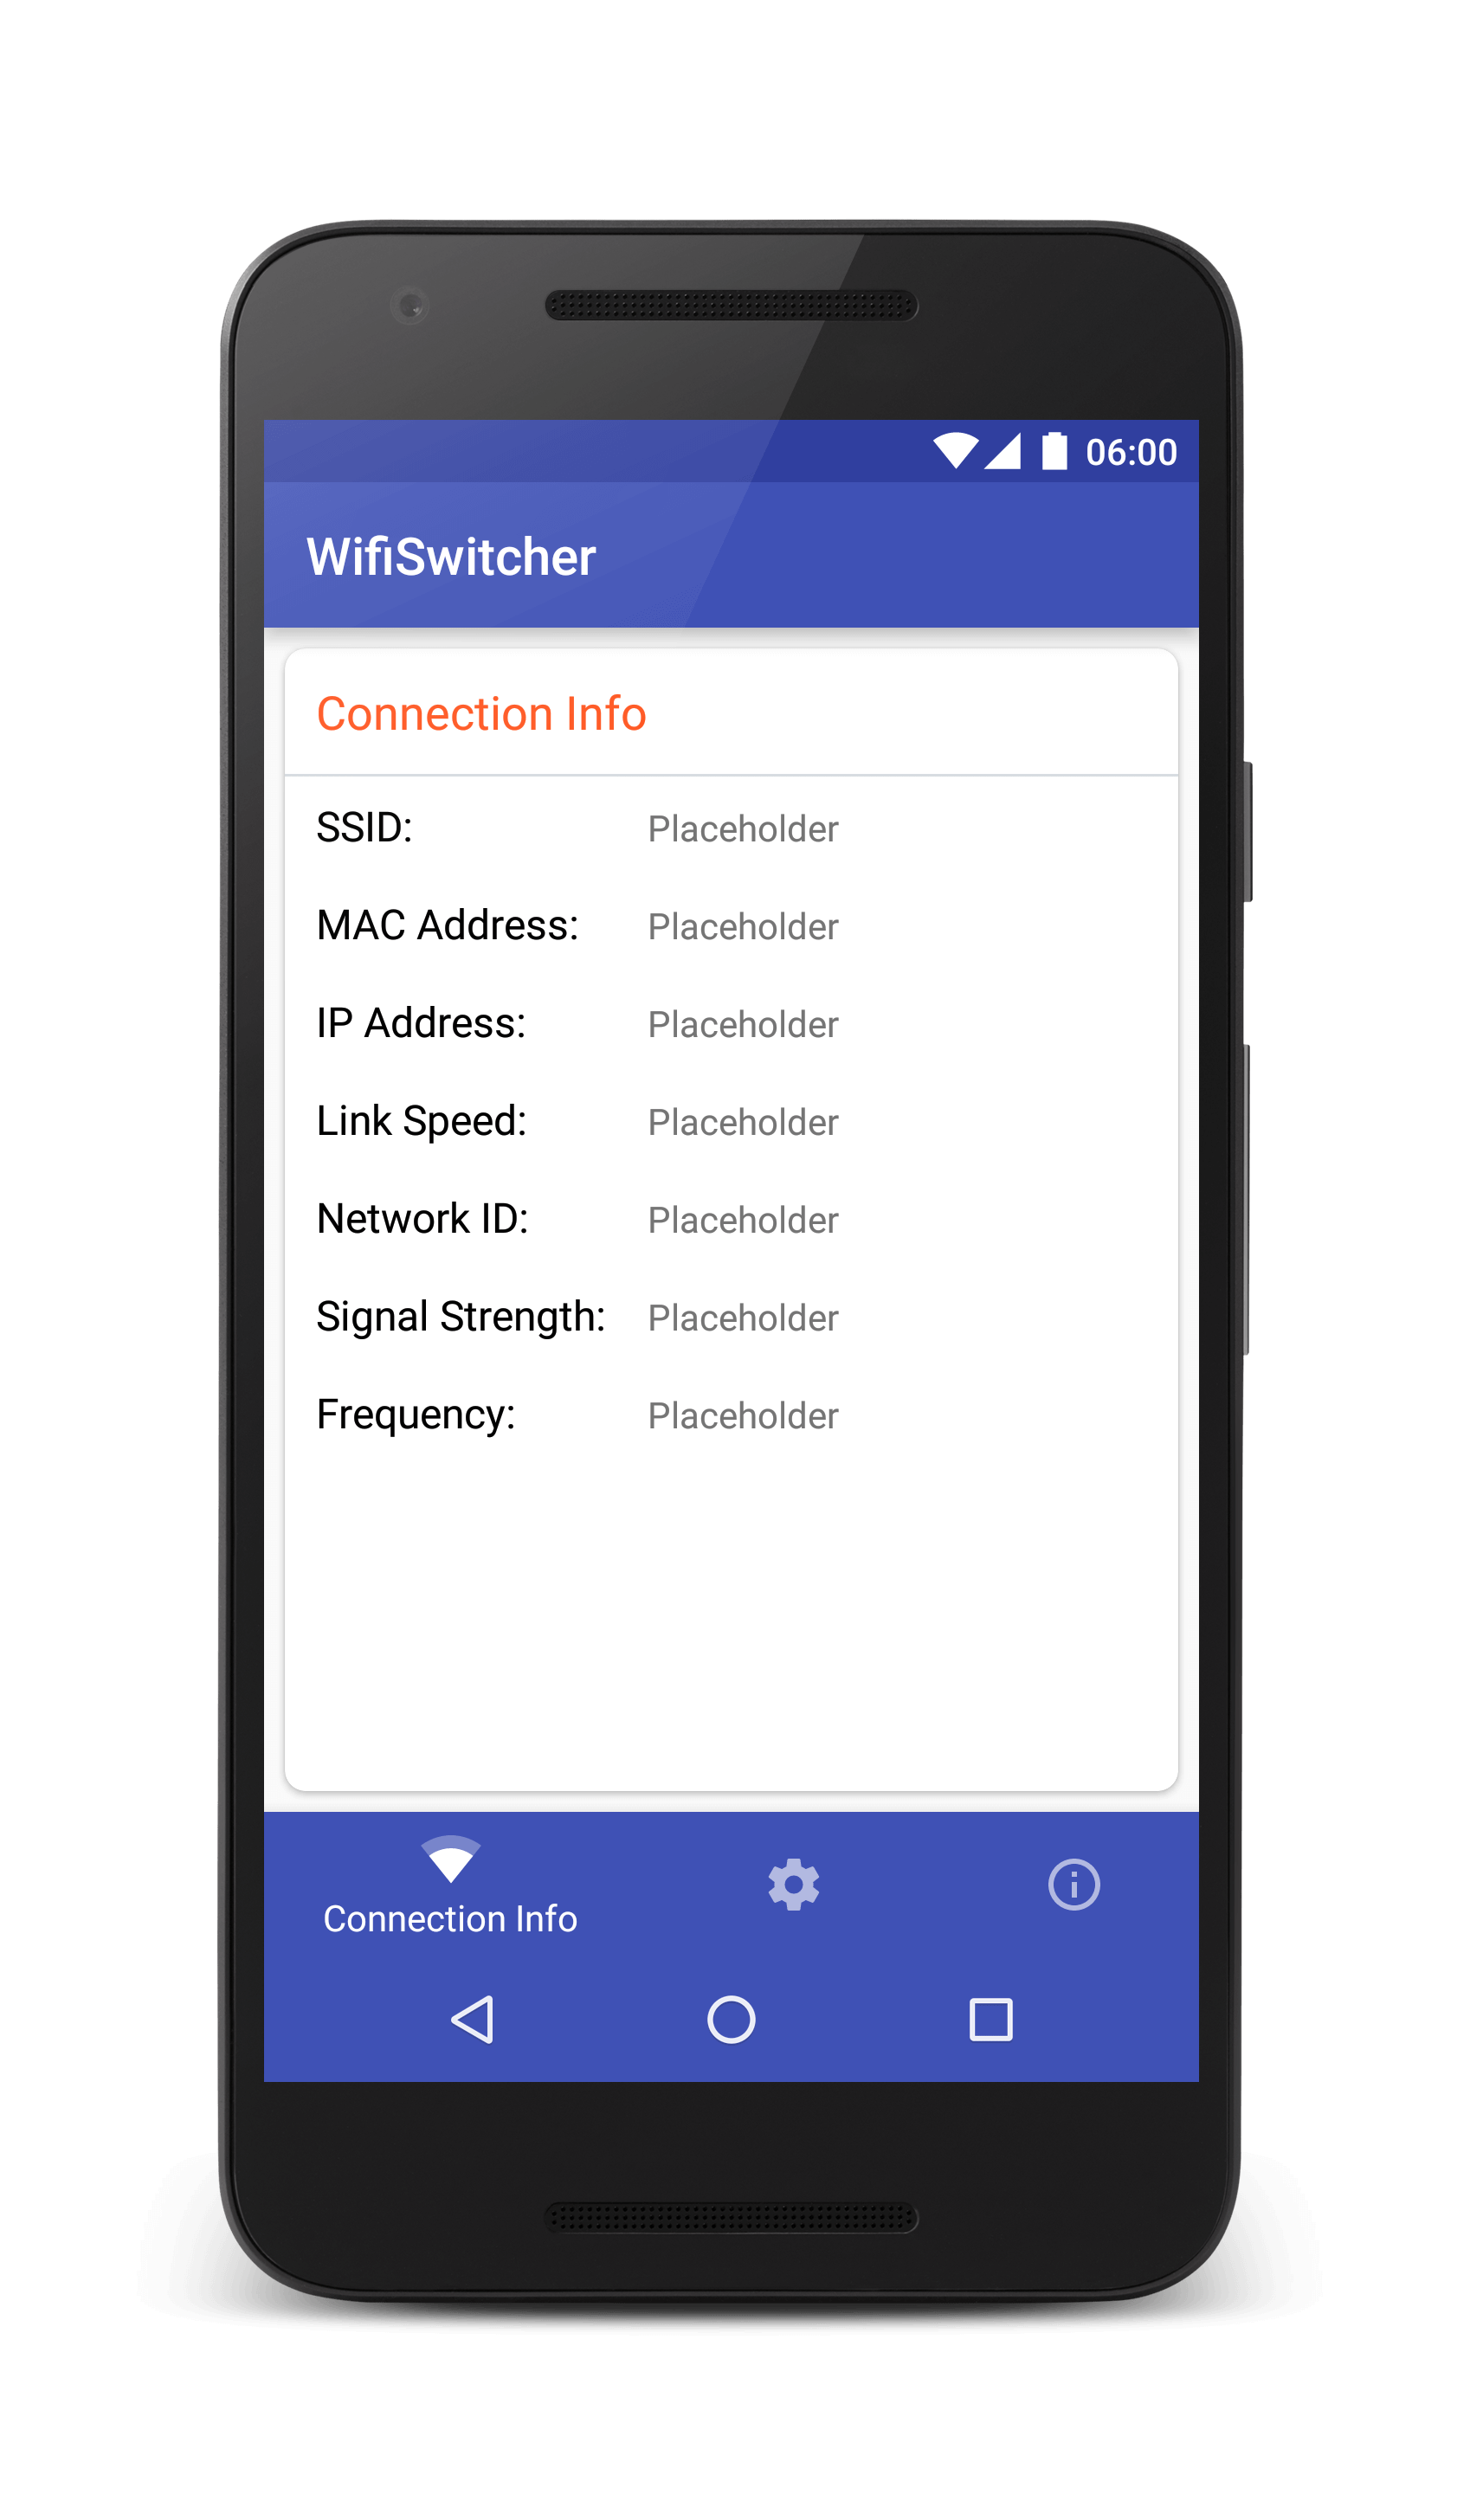 06:00
WifiSwitcher
Connection Info
SSID: Placeholder
MAC Address: Placeholder
IP Address: Placeholder
Link Speed: Placeholder
Network ID: Placeholder
Signal Strength: Placeholder
Frequency: Placeholder
Connection Info